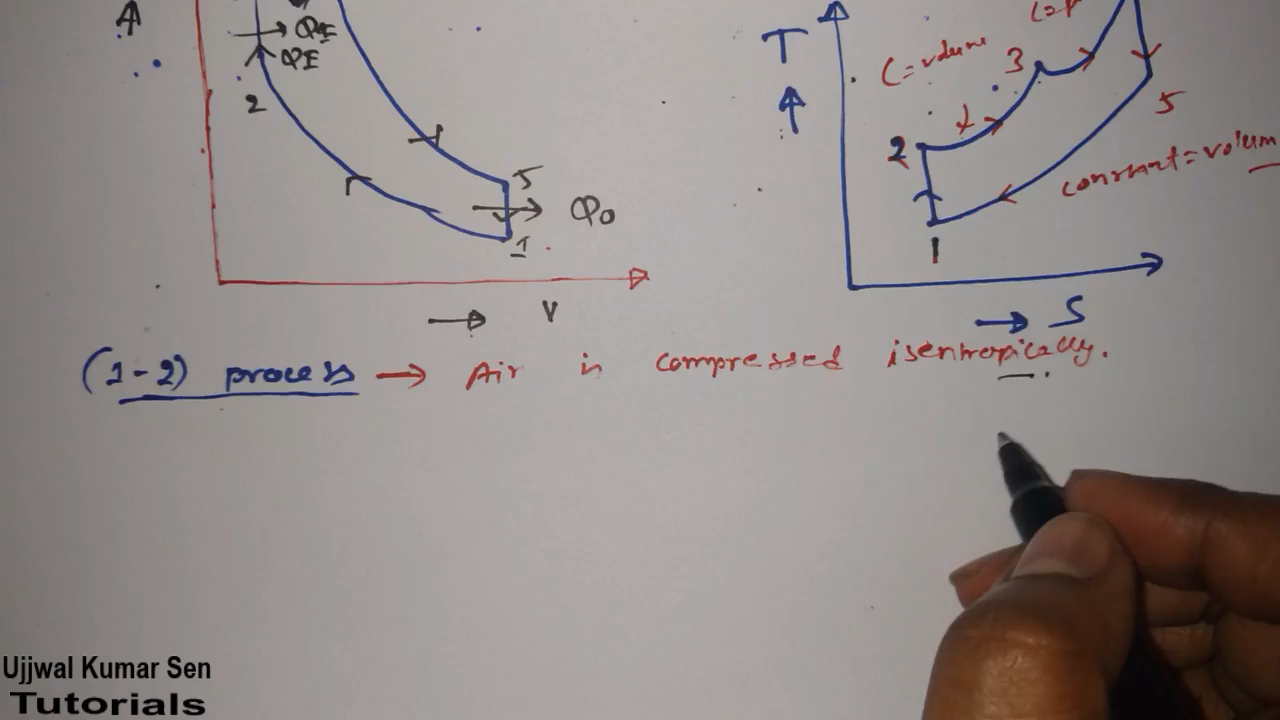 QE
QE
2
5
Q0
1
V
T
C = volume
3
5
2
constant = volum
1
S
(1-2) process → Air is compressed isentropically.
Ujjwal Kumar Sen
Tutorials